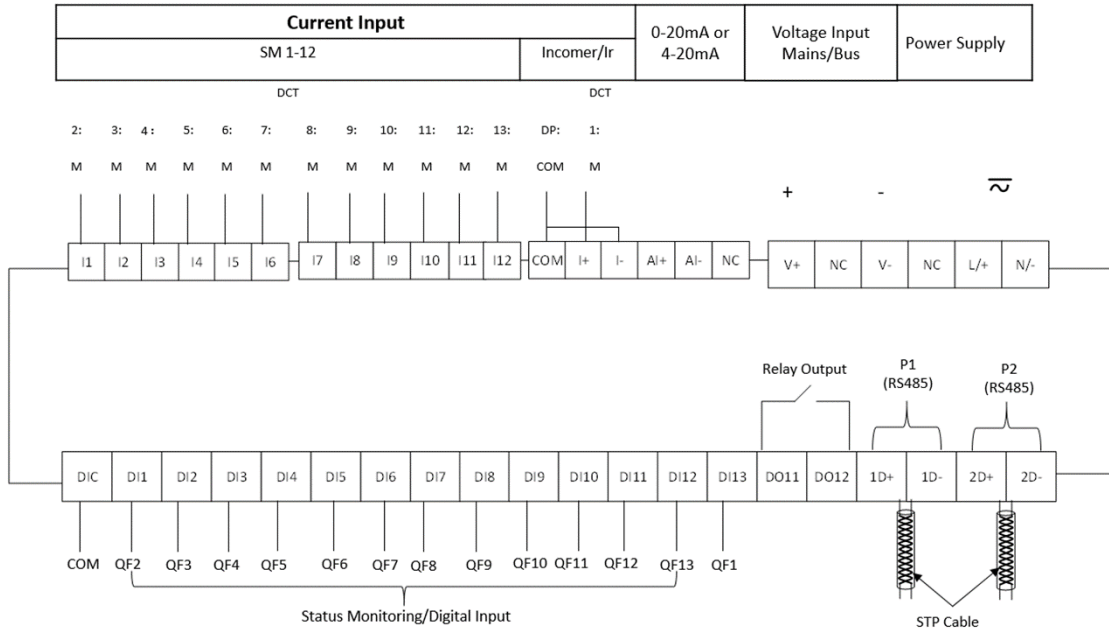 Current Input
0-20mA or
4-20mA
Voltage Input
Mains/Bus
Power Supply
SM 1-12
Incomer/Ir
DCT
DCT
2: 3: 4: 5: 6: 7: 8: 9: 10: 11: 12: 13: DP: 1:
M M M M M M M M M M M M COM M
+ -
I1 I2 I3 I4 I5 I6 I7 I8 I9 I10 I11 I12 COM I+ I- AI+ AI- NC V+ NC V- NC L/+ N/-
Relay Output
P1
(RS485)
P2
(RS485)
DIC DI1 DI2 DI3 DI4 DI5 DI6 DI7 DI8 DI9 DI10 DI11 DI12 DI13 DO11 DO12 1D+ 1D- 2D+ 2D-
COM QF2 QF3 QF4 QF5 QF6 QF7 QF8 QF9 QF10 QF11 QF12 QF13 QF1
Status Monitoring/Digital Input
STP Cable